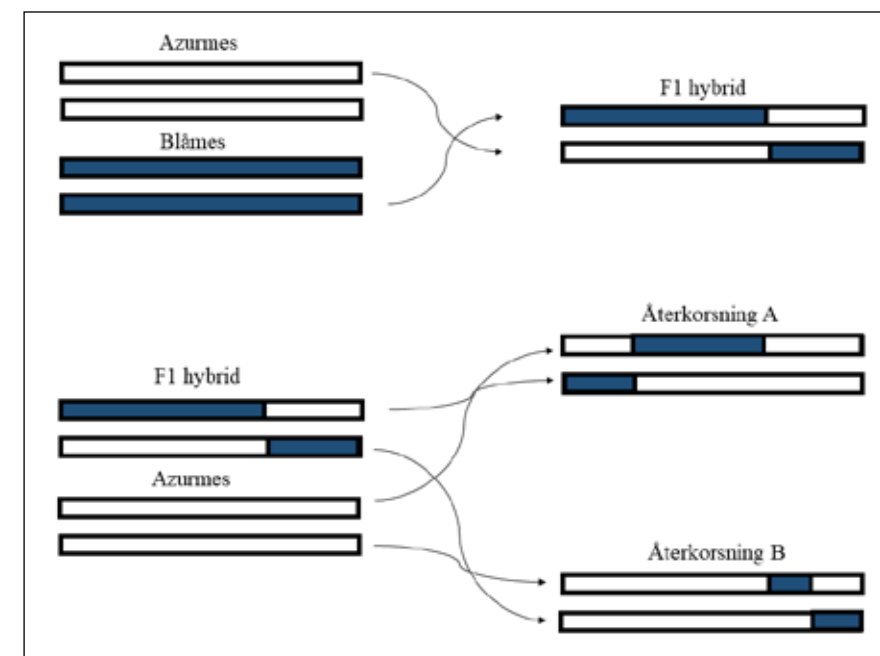 Azurmes
Blåmes
F1 hybrid
F1 hybrid
Azurmes
Återkorsning A
Återkorsning B